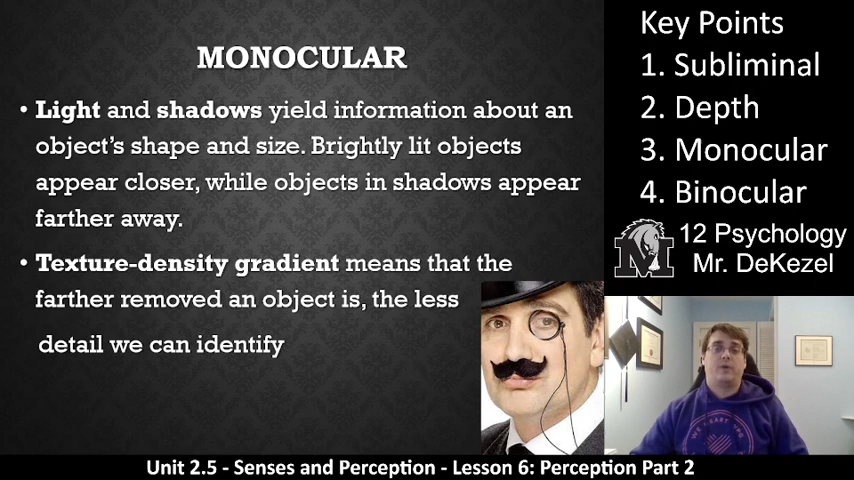 MONOCULAR
• Light and shadows yield information about an
object's shape and size. Brightly lit objects
appear closer, while objects in shadows appear
farther away.
• Texture-density gradient means that the
farther removed an object is, the less
detail we can identify
Key Points
1. Subliminal
2. Depth
3. Monocular
4. Binocular
M
12 Psychology
Mr. DeKezel
Unit 2.5 - Senses and Perception - Lesson 6: Perception Part 2